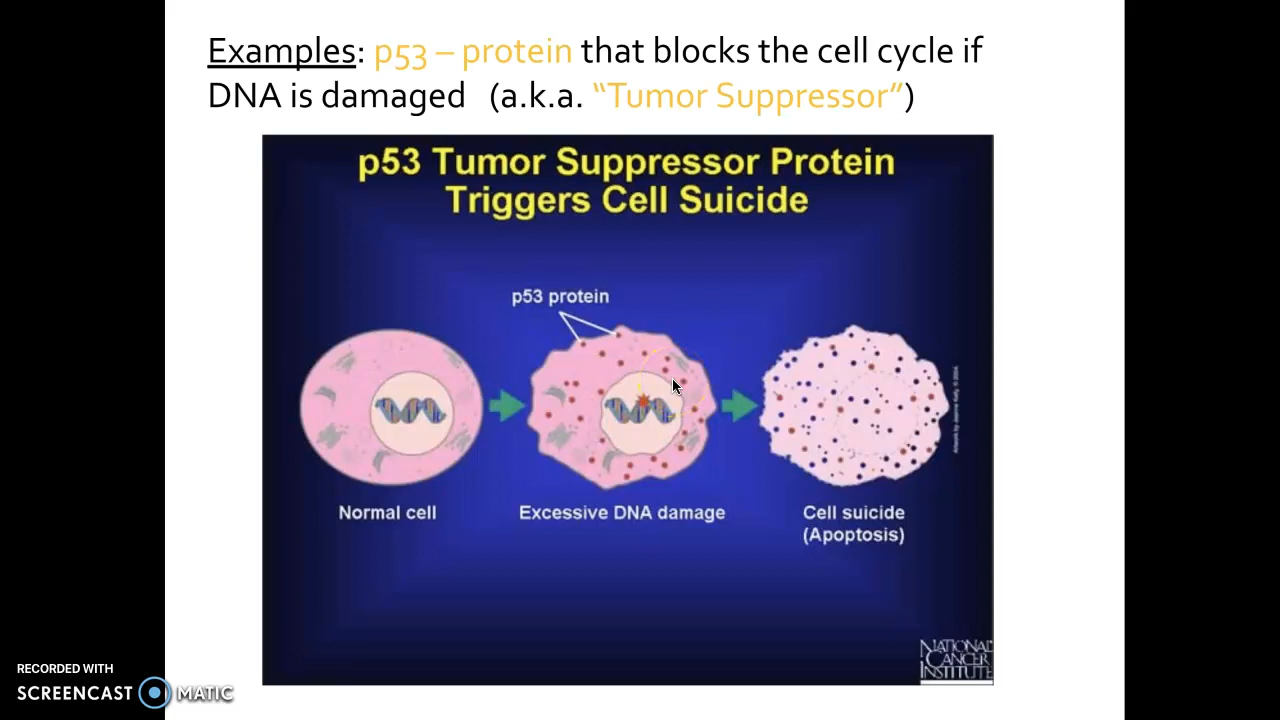 Examples: p53 – protein that blocks the cell cycle if
DNA is damaged (a.k.a. “Tumor Suppressor”)
p53 Tumor Suppressor Protein
Triggers Cell Suicide
p53 protein
Normal cell
Excessive DNA damage
Cell suicide
(Apoptosis)
NATIONAL
CANCER
INSTITUTE
RECORDED WITH
SCREENCAST MATIC